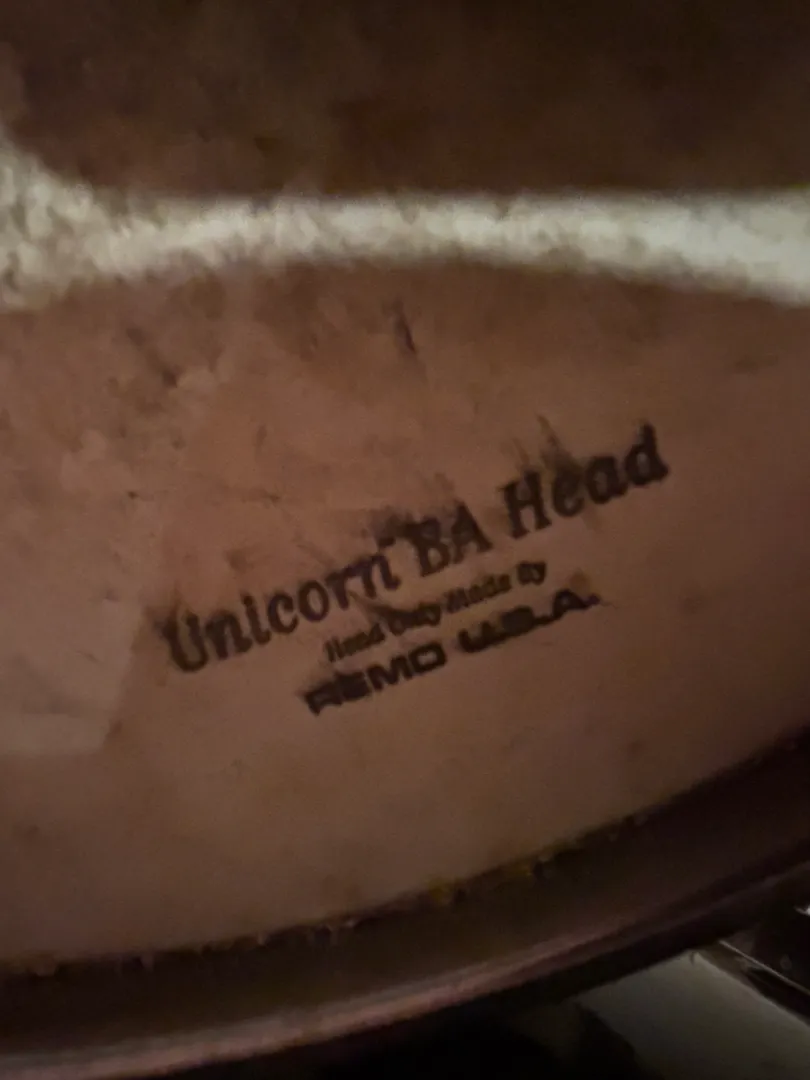 Unicorn BA Head
Head Only Made By
REMO U.S.A.